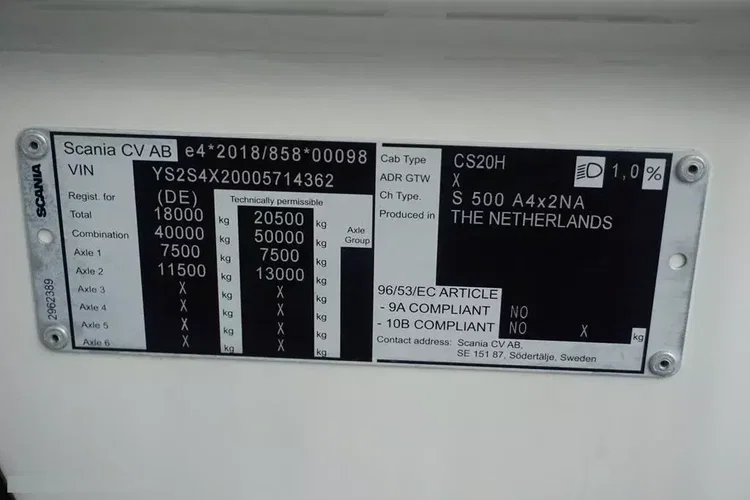 SCANIA
2962389
Scania CV AB e4*2018/858*00098
VIN YS2S4X20005714362
Regist. for (DE) Technically permissible
Total 18000 kg 20500 kg Axle Group
Combination 40000 kg 50000 kg
Axle 1 7500 kg 7500 kg
Axle 2 11500 kg 13000 kg
Axle 3 X kg X kg
Axle 4 X kg X kg
Axle 5 X kg X kg
Axle 6 X kg X kg
Cab Type CS20H 1,0 %
ADR GTW X
Ch Type. S 500 A4x2NA
Produced in THE NETHERLANDS
96/53/EC ARTICLE
- 9A COMPLIANT NO
- 10B COMPLIANT NO X kg
Contact address: Scania CV AB,
SE 151 87, Södertälje, Sweden